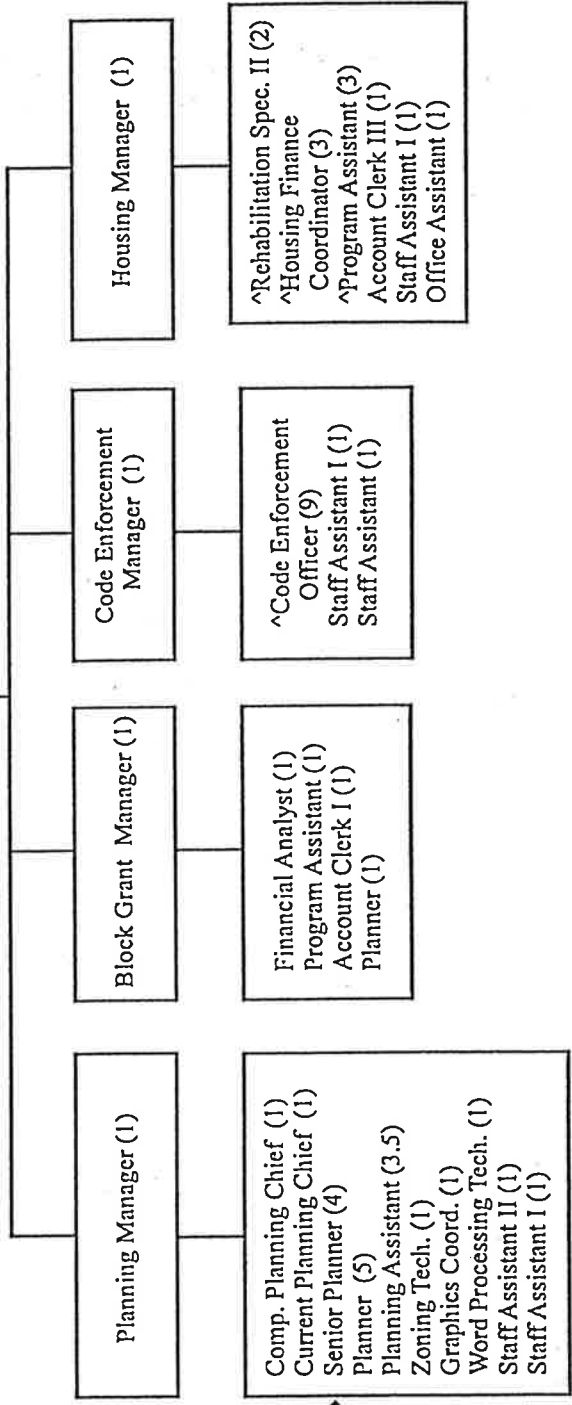 Planning Manager (1)
Comp. Planning Chief (1)
Current Planning Chief (1)
Senior Planner (4)
Planner (5)
Planning Assistant (3.5)
Zoning Tech. (1)
Graphics Coord. (1)
Word Processing Tech. (1)
Staff Assistant II (1)
Staff Assistant I (1)
Block Grant Manager (1)
Financial Analyst (1)
Program Assistant (1)
Account Clerk I (1)
Planner (1)
Code Enforcement
Manager (1)
^Code Enforcement
Officer (9)
Staff Assistant I (1)
Staff Assistant (1)
Housing Manager (1)
^Rehabilitation Spec. II (2)
^Housing Finance
Coordinator (3)
^Program Assistant (3)
Account Clerk III (1)
Staff Assistant I (1)
Office Assistant (1)